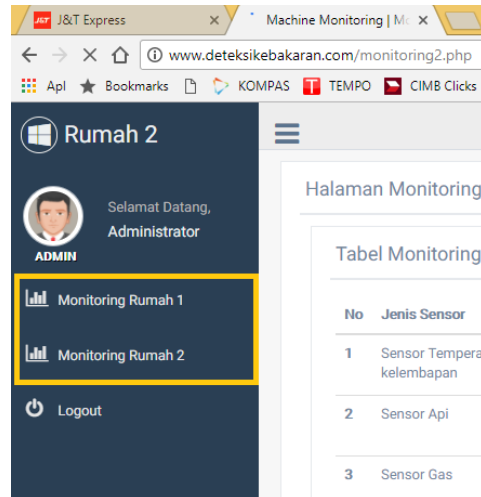 J&T Express
Machine Monitoring | Mo
www.deteksikebakaran.com/monitoring2.php
Apl Bookmarks KOMPAS TEMPO CIMB Clicks
Rumah 2
Selamat Datang,
Administrator
ADMIN
Monitoring Rumah 1
Monitoring Rumah 2
Logout
Halaman Monitoring
Tabel Monitoring
No Jenis Sensor
1 Sensor Tempera
kelembapan
2 Sensor Api
3 Sensor Gas